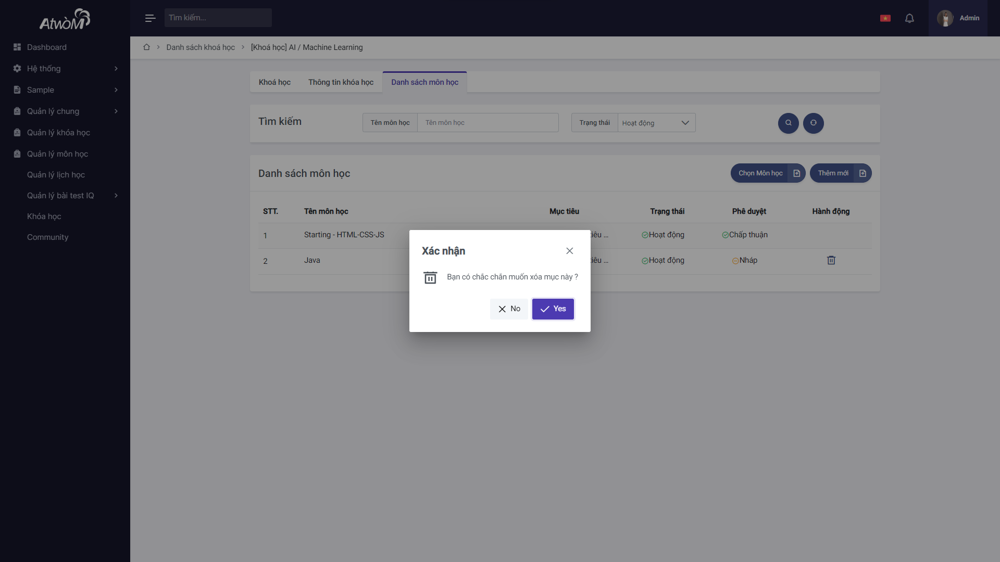 AtwòM
Tìm kiếm...
Admin
Dashboard
Hệ thống
Sample
Quản lý chung
Quản lý khóa học
Quản lý môn học
Quản lý lịch học
Quản lý bài test IQ
Khóa học
Community
Danh sách khoá học
[Khoá học] AI / Machine Learning
Khoá học
Thông tin khóa học
Danh sách môn học
Tìm kiếm
Tên môn học
Tên môn học
Trạng thái
Hoạt động
Danh sách môn học
Chọn Môn học
Thêm mới
STT. Tên môn học Mục tiêu Trạng thái Phê duyệt Hành động
1 Starting - HTML-CSS-JS tiêu ... Hoạt động Chấp thuận
2 Java tiêu ... Hoạt động Nháp
Xác nhận
Bạn có chắc chắn muốn xóa mục này ?
No
Yes